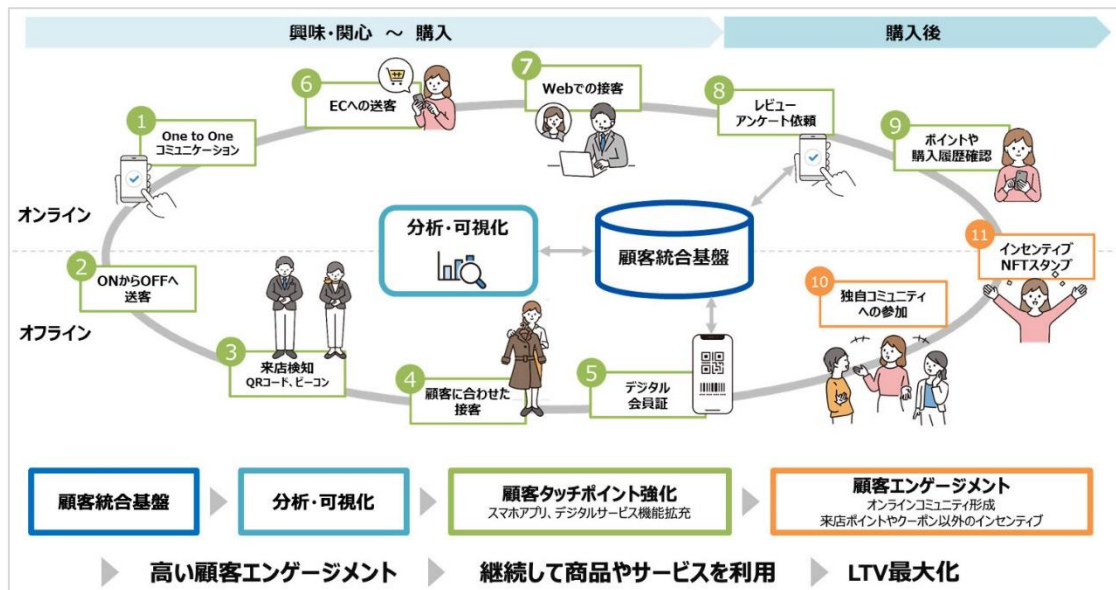 興味・関心 ～ 購入
購入後
1
One to One
コミュニケーション
6
ECへの送客
7
Webでの接客
8
レビュー
アンケート依頼
9
ポイントや
購入履歴確認
オンライン
分析・可視化
顧客統合基盤
11
インセンティブ
NFTスタンプ
2
ONからOFFへ
送客
オフライン
3
来店検知
QRコード、ビーコン
4
顧客に合わせた
接客
5
デジタル
会員証
10
独自コミュニティ
への参加
顧客統合基盤
分析・可視化
顧客タッチポイント強化
スマホアプリ、デジタルサービス機能拡充
顧客エンゲージメント
オンラインコミュニティ形成
来店ポイントやクーポン以外のインセンティブ
高い顧客エンゲージメント
継続して商品やサービスを利用
LTV最大化